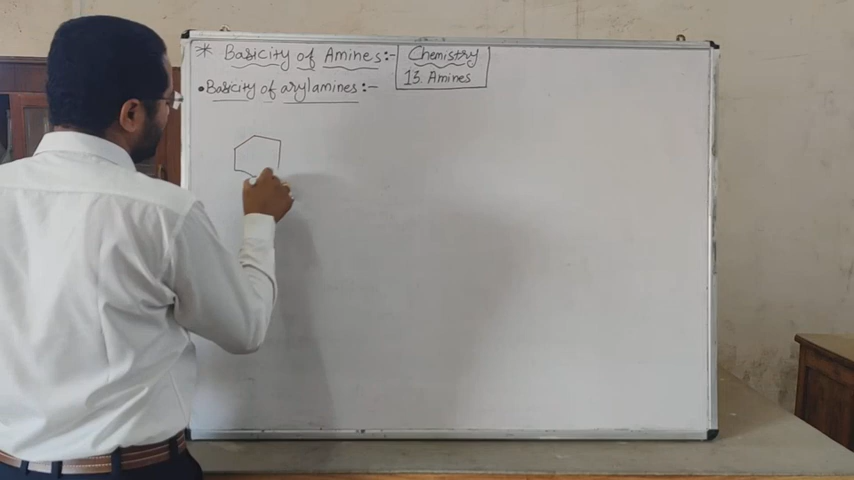 * Basicity of Amines:-
Chemistry
13. Amines
•Basicity of arylamines:-